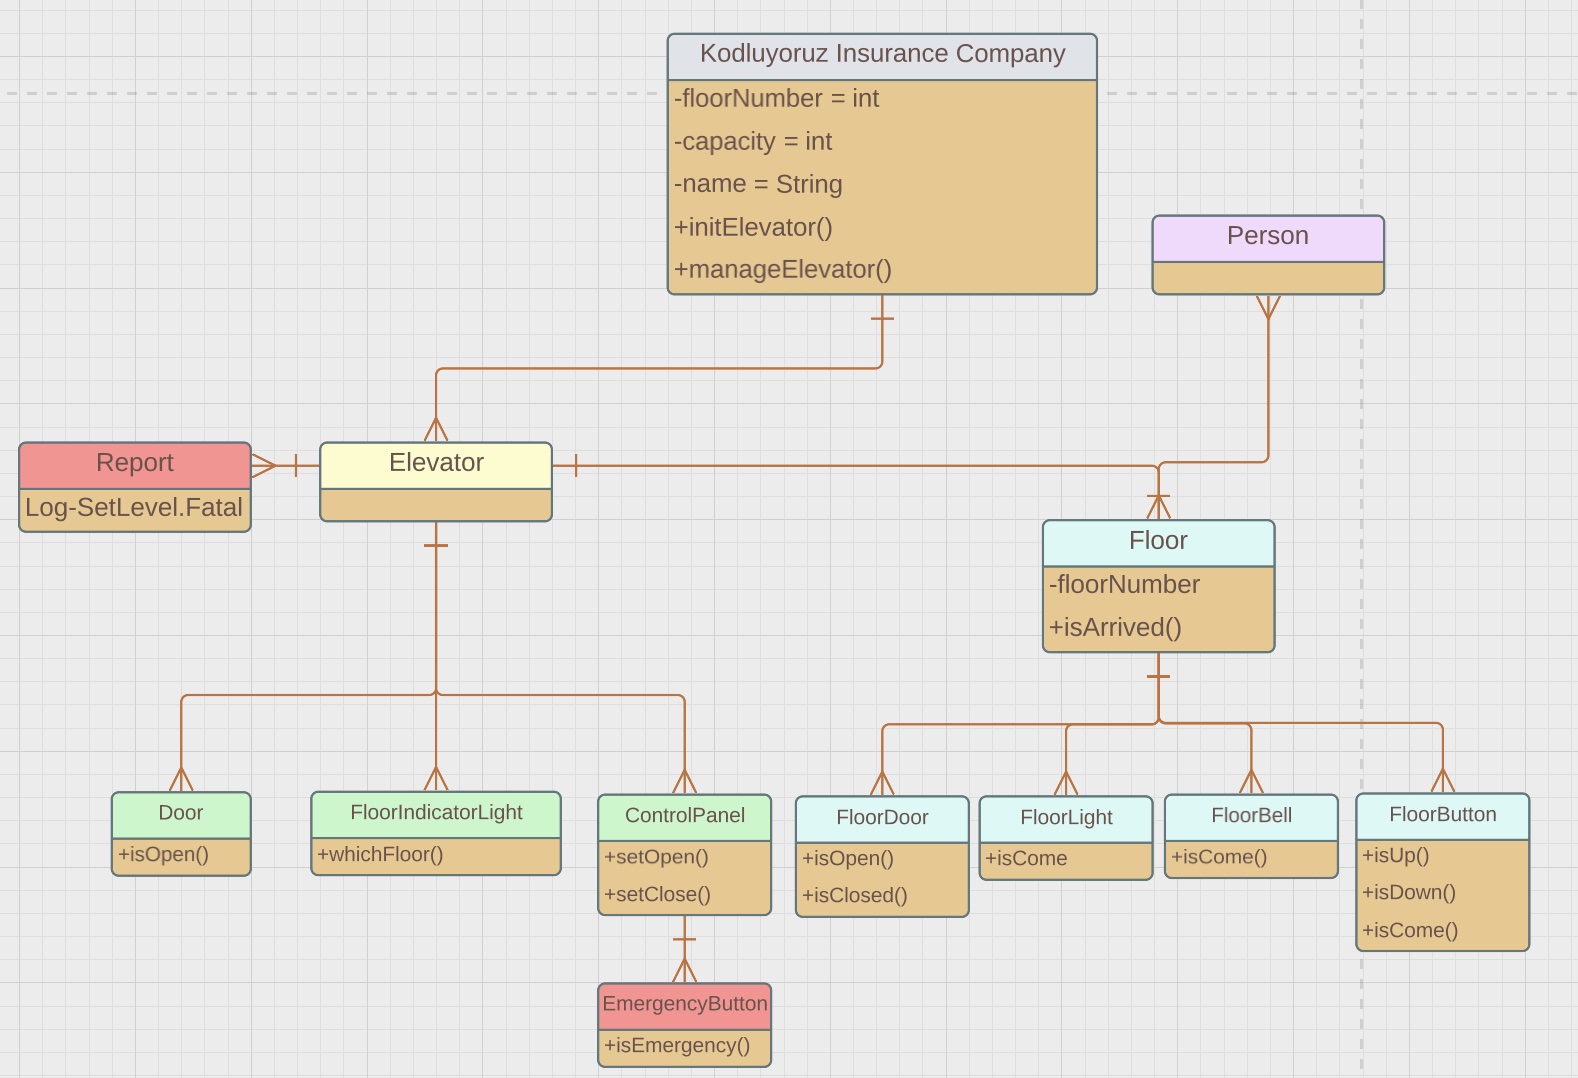 Kodluyoruz Insurance Company
-floorNumber = int
-capacity = int
-name = String
+initElevator()
+manageElevator()
Person
Report
Log-SetLevel.Fatal
Elevator
Floor
-floorNumber
+isArrived()
Door
+isOpen()
FloorIndicatorLight
+whichFloor()
ControlPanel
+setOpen()
+setClose()
FloorDoor
+isOpen()
+isClosed()
FloorLight
+isCome
FloorBell
+isCome()
FloorButton
+isUp()
+isDown()
+isCome()
EmergencyButton
+isEmergency()